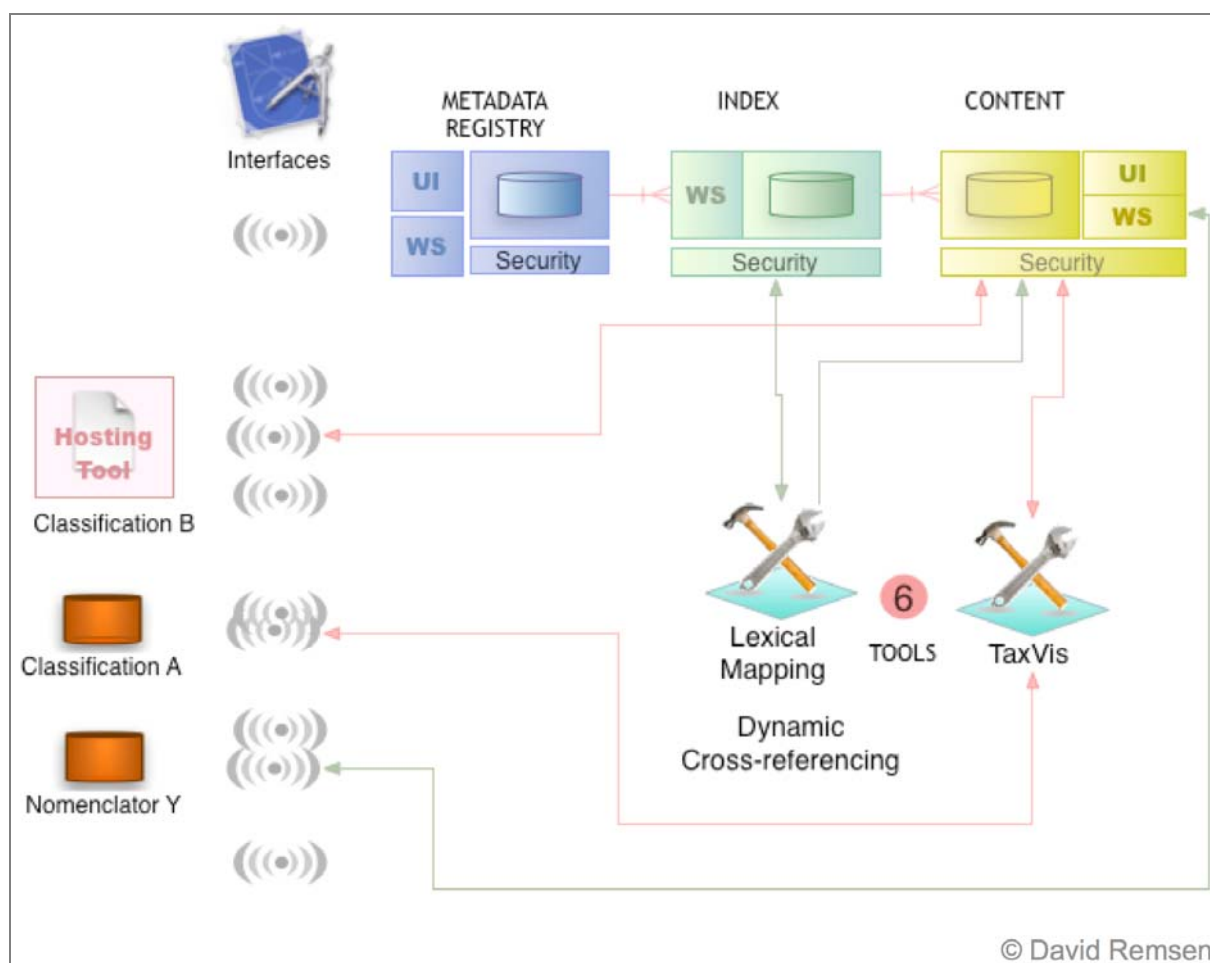 METADATA
REGISTRY
INDEX
CONTENT
Interfaces
UI
WS
Security
WS
Security
UI
WS
Security
Hosting
Tool
Classification B
Classification A
Nomenclator Y
Lexical
Mapping
6
TOOLS
TaxVis
Dynamic
Cross-referencing
© David Remsen